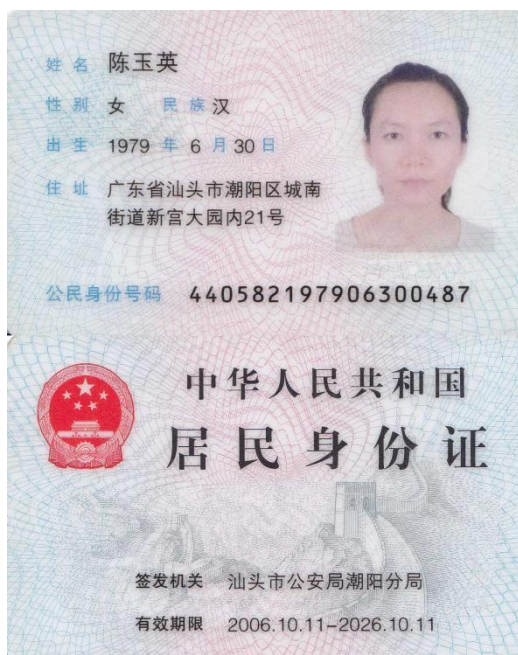 姓名 陈玉英
性别 女 民族 汉
出生 1979 年 6 月 30 日
住址 广东省汕头市潮阳区城南
街道新宫大园内21号
公民身份号码 440582197906300487
中华人民共和国
居民身份证
签发机关 汕头市公安局潮阳分局
有效期限 2006.10.11-2026.10.11